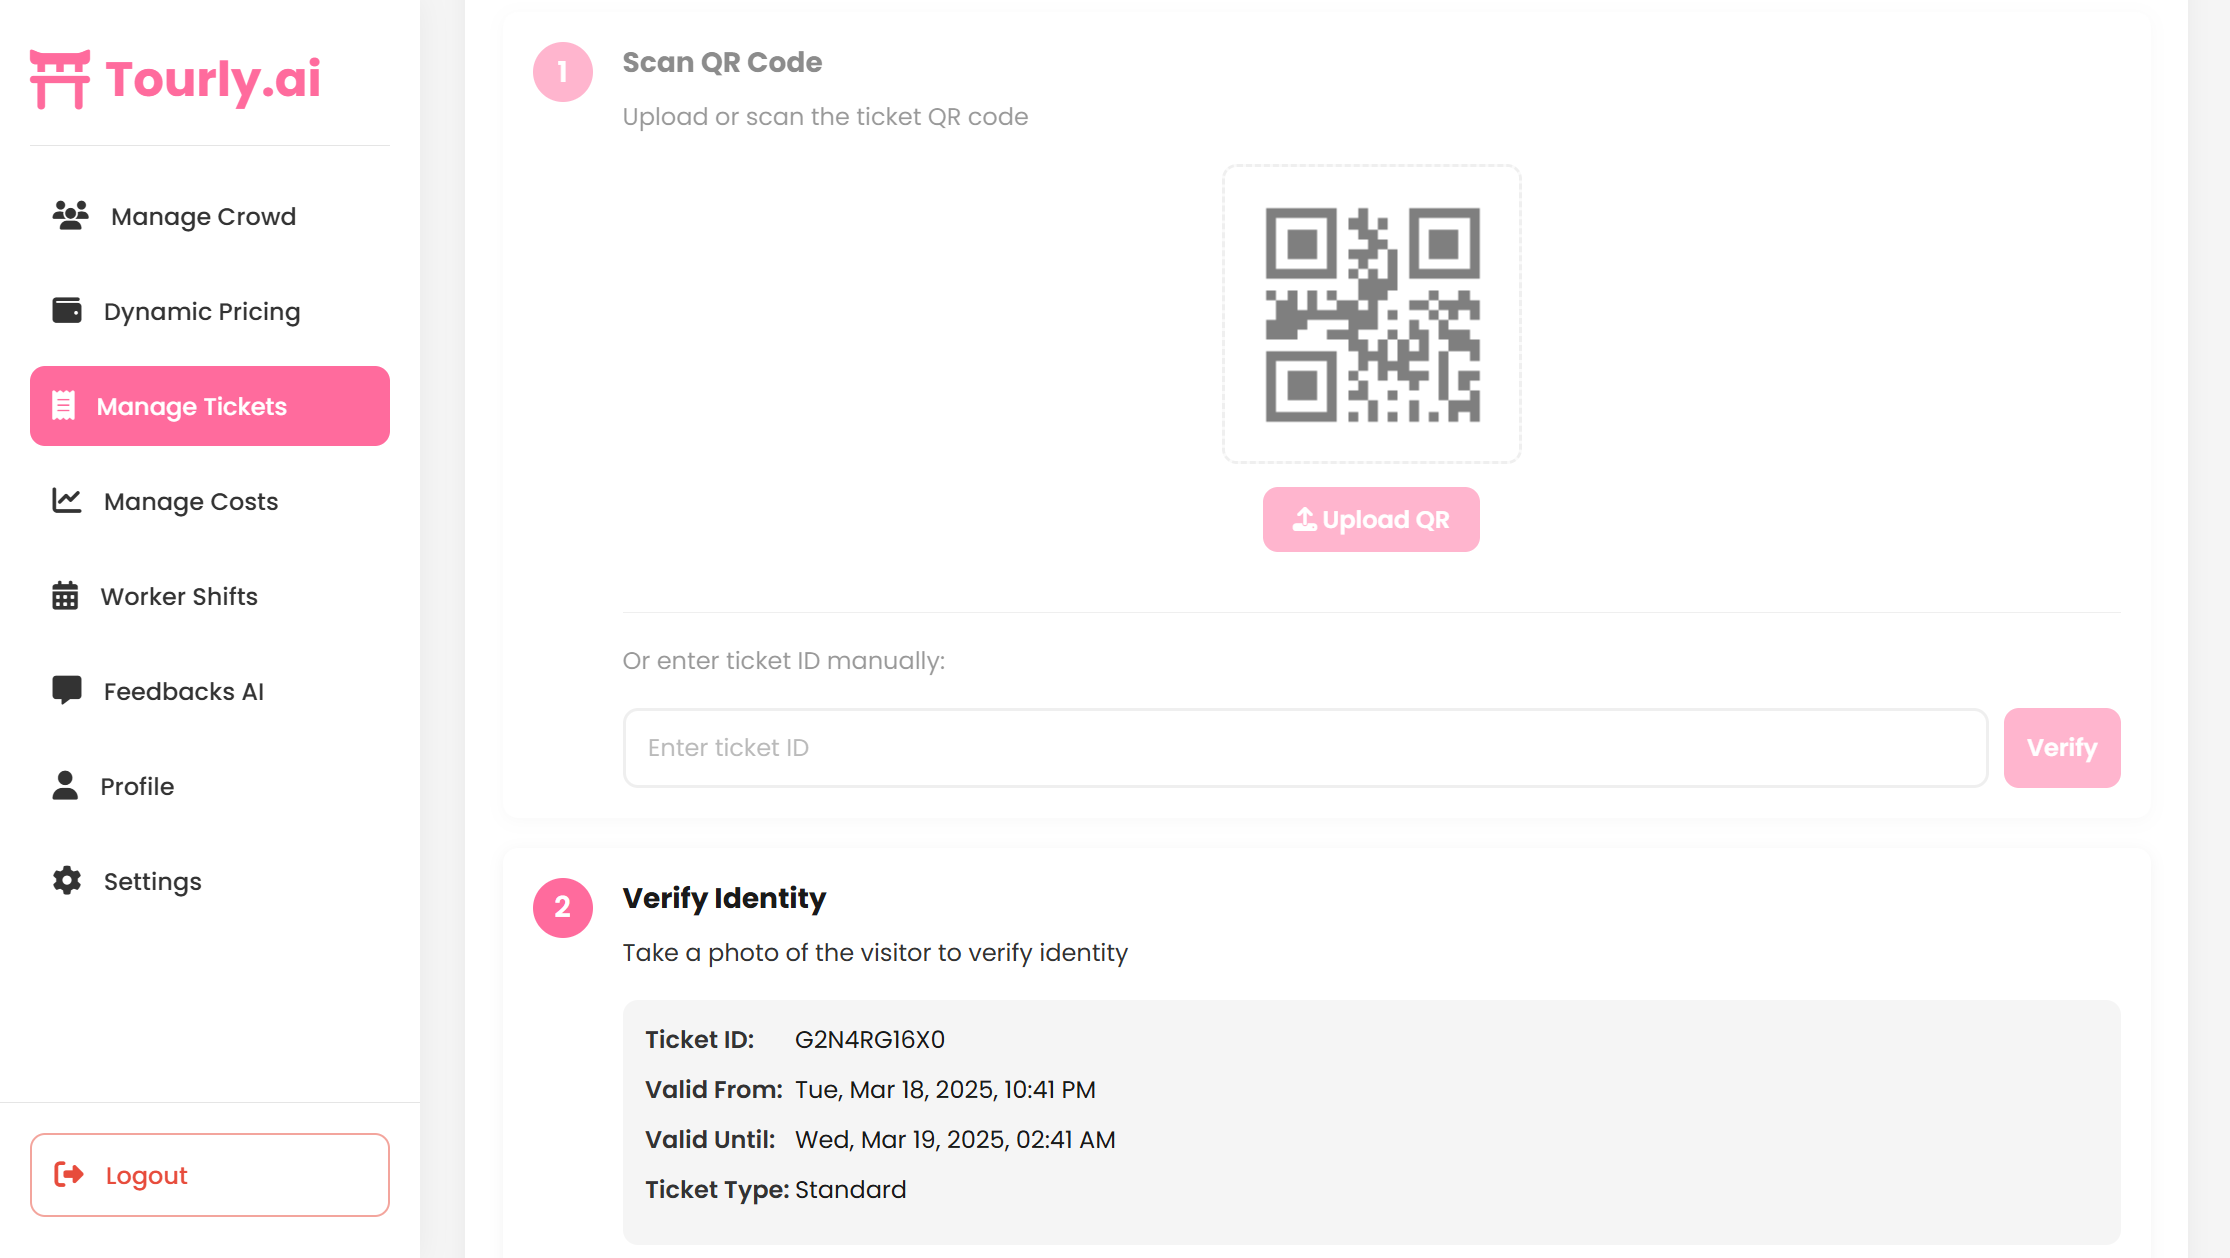 Tourly.ai
Manage Crowd
Dynamic Pricing
Manage Tickets
Manage Costs
Worker Shifts
Feedbacks AI
Profile
Settings
Logout
1
Scan QR Code
Upload or scan the ticket QR code
Upload QR
Or enter ticket ID manually:
Enter ticket ID
Verify
2
Verify Identity
Take a photo of the visitor to verify identity
Ticket ID: G2N4RG16X0
Valid From: Tue, Mar 18, 2025, 10:41 PM
Valid Until: Wed, Mar 19, 2025, 02:41 AM
Ticket Type: Standard